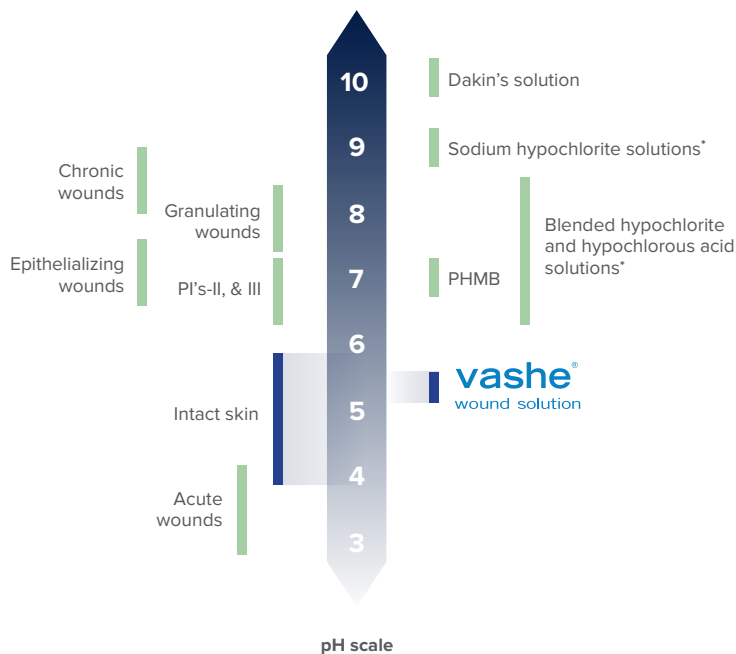 10
Dakin's solution
9
Sodium hypochlorite solutions*
Chronic
wounds
Granulating
wounds
8
Blended hypochlorite
and hypochlorous acid
solutions*
Epithelializing
wounds
PI's-II, & III
7
PHMB
6
vashe®
wound solution
Intact skin
5
4
Acute
wounds
3
pH scale